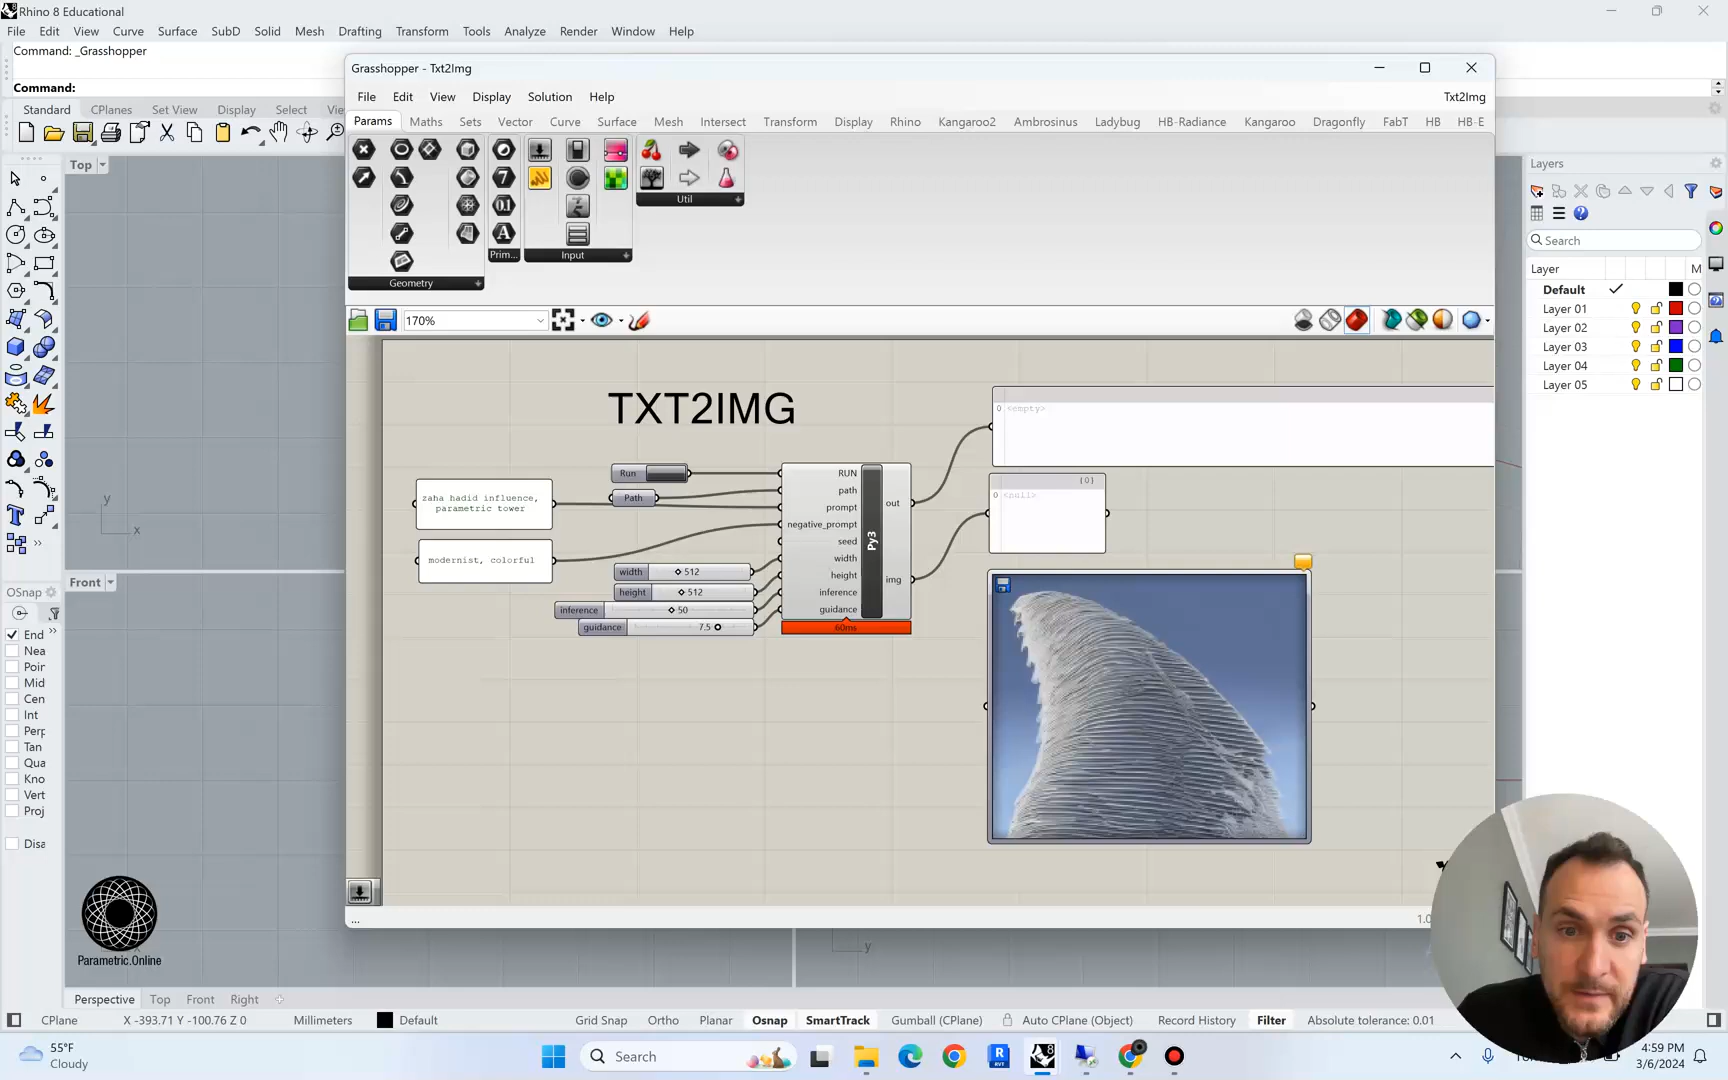 Rhino 8 Educational
File Edit View Curve Surface SubD Solid Mesh Drafting Transform Tools Analyze Render Window Help
Command: _Grasshopper
Command:
Standard CPlanes Set View Display Select
Grasshopper - Txt2Img
File Edit View Display Solution Help
Txt2Img
Params Maths Sets Vector Curve Surface Mesh Intersect Transform Display Rhino Kangaroo2 Ambrosinus Ladybug HB-Radiance Kangaroo Dragonfly FabT HB HB-E
Geometry
Prim...
Input
Util
170%
Top
Front
y
x
OSnap
End
Nea
Poir
Mid
Cen
Int
Perp
Tan
Qua
Kno
Vert
Proj
Disa
TXT2IMG
zaha hadid influence,
parametric tower
modernist, colorful
Run
Path
width 512
height 512
inference 50
guidance 7.5
RUN
path
prompt
negative_prompt
seed
width
height
inference
guidance
Py3
out
img
60ms
0 <empty>
{0}
0 <null>
...
1.0
y
Layers
Search
Layer M
Default
Layer 01
Layer 02
Layer 03
Layer 04
Layer 05
Parametric.Online
Perspective Top Front Right
CPlane X -393.71 Y -100.76 Z 0 Millimeters Default Grid Snap Ortho Planar Osnap SmartTrack Gumball (CPlane) Auto CPlane (Object) Record History Filter Absolute tolerance: 0.01
55°F
Cloudy
Search
4:59 PM
3/6/2024